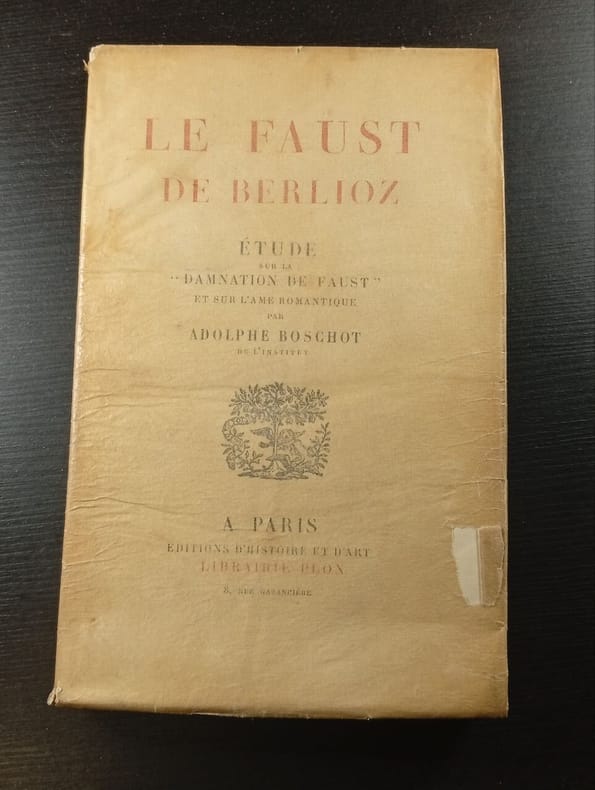 LE FAUST
DE BERLIOZ
ÉTUDE
SUR LA
"DAMNATION DE FAUST"
ET SUR L'AME ROMANTIQUE
PAR
ADOLPHE BOSCHOT
DE L'INSTITUT
A PARIS
EDITIONS D'HISTOIRE ET D'ART
LIBRAIRIE PLON
8, RUE GARANCIÈRE